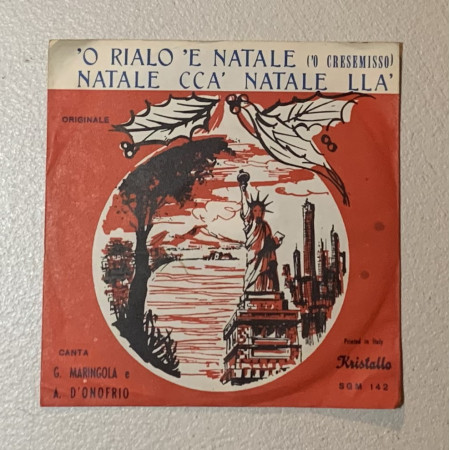 'O RIALO 'E NATALE ('O CRESEMISSO)
NATALE CCA' NATALE LLA'
ORIGINALE
CANTA
G. MARINGOLA e
A. D'ONOFRIO
Printed in Italy
Kristallo
SGM 142